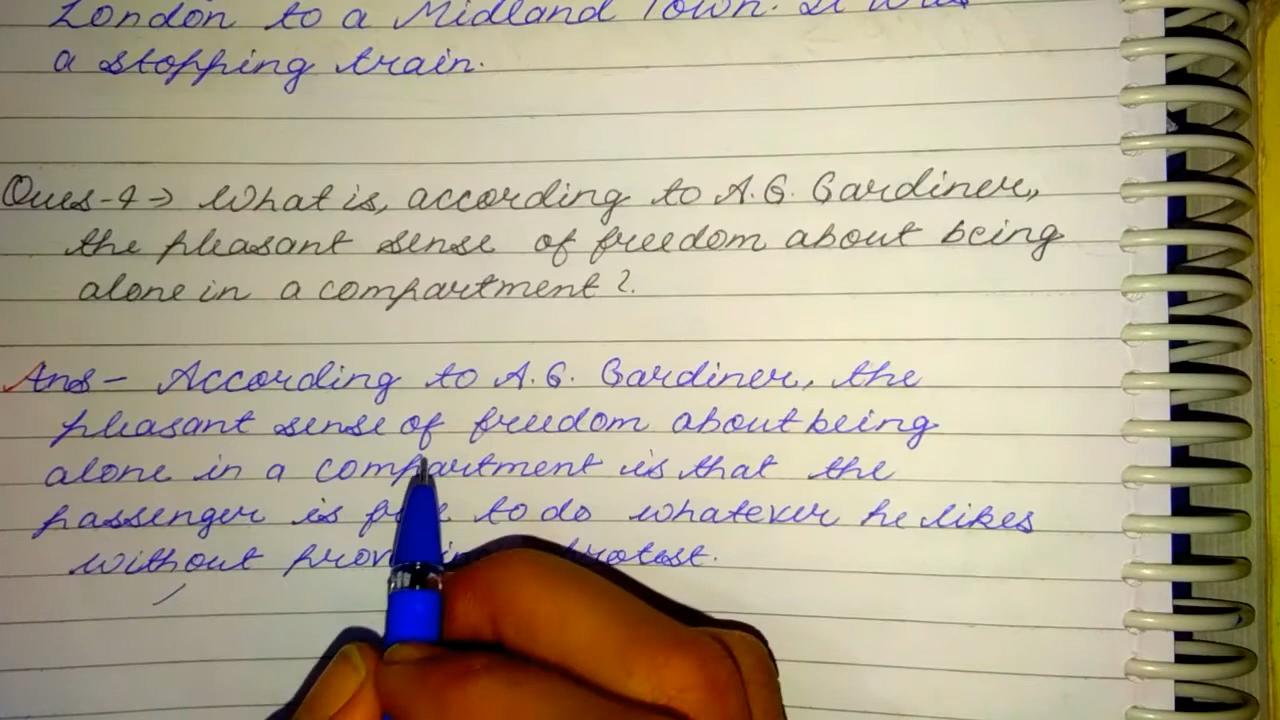 London to a Midland Town. It was
a stopping train.
Ques-4→ What is, according to A.G. Gardiner,
the pleasant sense of freedom about being
alone in a compartment?
Ans- According to A.G. Gardiner, the
pleasant sense of freedom about being
alone in a compartment is that the
passenger is free to do whatever he likes
without protest.